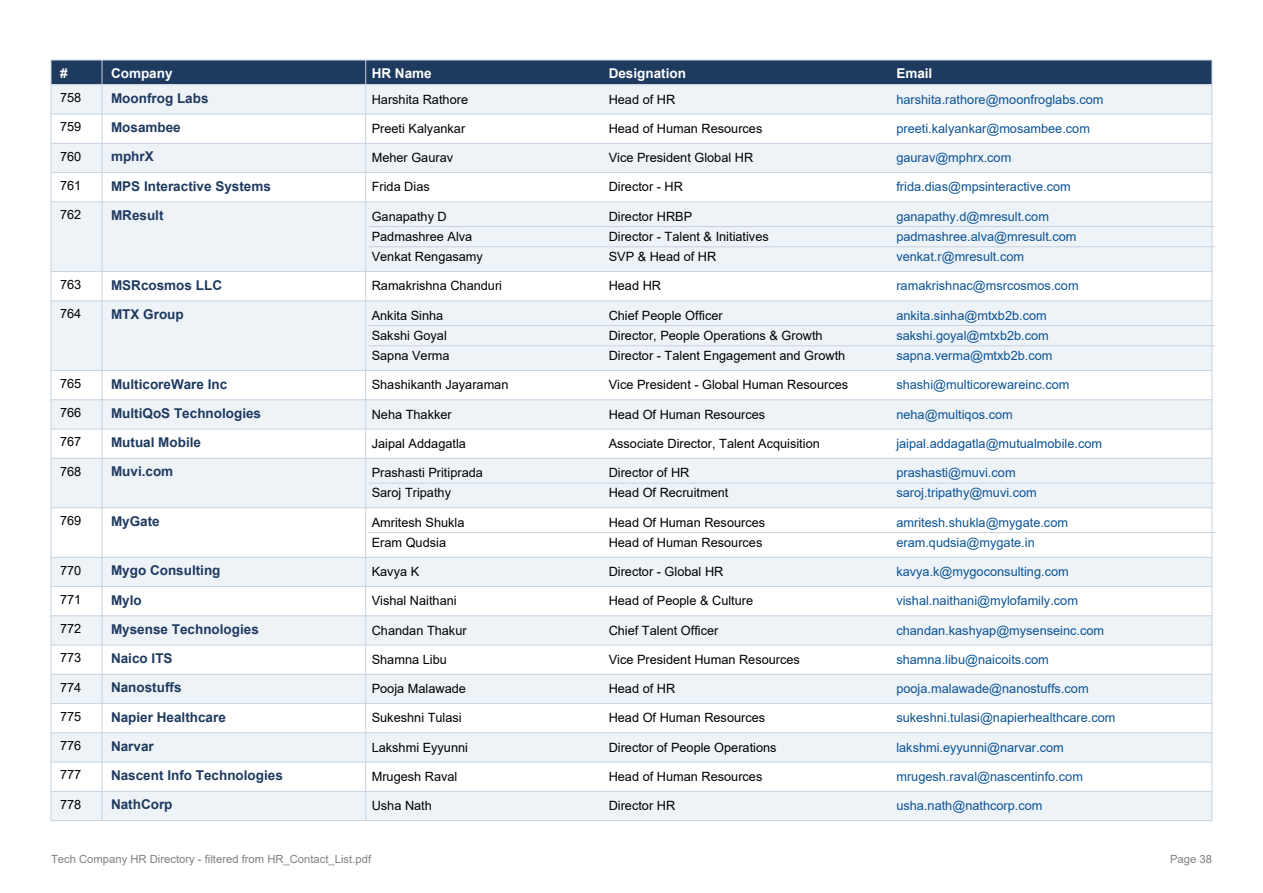 # Company HR Name Designation Email
758 Moonfrog Labs Harshita Rathore Head of HR harshita.rathore@moonfroglabs.com
759 Mosambee Preeti Kalyankar Head of Human Resources preeti.kalyankar@mosambee.com
760 mphrX Meher Gaurav Vice President Global HR gaurav@mphrx.com
761 MPS Interactive Systems Frida Dias Director - HR frida.dias@mpsinteractive.com
762 MResult Ganapathy D Director HRBP ganapathy.d@mresult.com
Padmashree Alva Director - Talent & Initiatives padmashree.alva@mresult.com
Venkat Rengasamy SVP & Head of HR venkat.r@mresult.com
763 MSRcosmos LLC Ramakrishna Chanduri Head HR ramakrishnac@msrcosmos.com
764 MTX Group Ankita Sinha Chief People Officer ankita.sinha@mtxb2b.com
Sakshi Goyal Director, People Operations & Growth sakshi.goyal@mtxb2b.com
Sapna Verma Director - Talent Engagement and Growth sapna.verma@mtxb2b.com
765 MulticoreWare Inc Shashikanth Jayaraman Vice President - Global Human Resources shashi@multicorewareinc.com
766 MultiQoS Technologies Neha Thakker Head Of Human Resources neha@multiqos.com
767 Mutual Mobile Jaipal Addagatla Associate Director, Talent Acquisition jaipal.addagatla@mutualmobile.com
768 Muvi.com Prashasti Pritiprada Director of HR prashasti@muvi.com
Saroj Tripathy Head Of Recruitment saroj.tripathy@muvi.com
769 MyGate Amritesh Shukla Head Of Human Resources amritesh.shukla@mygate.com
Eram Qudsia Head of Human Resources eram.qudsia@mygate.in
770 Mygo Consulting Kavya K Director - Global HR kavya.k@mygoconsulting.com
771 Mylo Vishal Naithani Head of People & Culture vishal.naithani@mylofamily.com
772 Mysense Technologies Chandan Thakur Chief Talent Officer chandan.kashyap@mysenseinc.com
773 Naico ITS Shamna Libu Vice President Human Resources shamna.libu@naicoits.com
774 Nanostuffs Pooja Malawade Head of HR pooja.malawade@nanostuffs.com
775 Napier Healthcare Sukeshni Tulasi Head Of Human Resources sukeshni.tulasi@napierhealthcare.com
776 Narvar Lakshmi Eyyunni Director of People Operations lakshmi.eyyunni@narvar.com
777 Nascent Info Technologies Mrugesh Raval Head of Human Resources mrugesh.raval@nascentinfo.com
778 NathCorp Usha Nath Director HR usha.nath@nathcorp.com
Tech Company HR Directory - filtered from HR_Contact_List.pdf Page 38